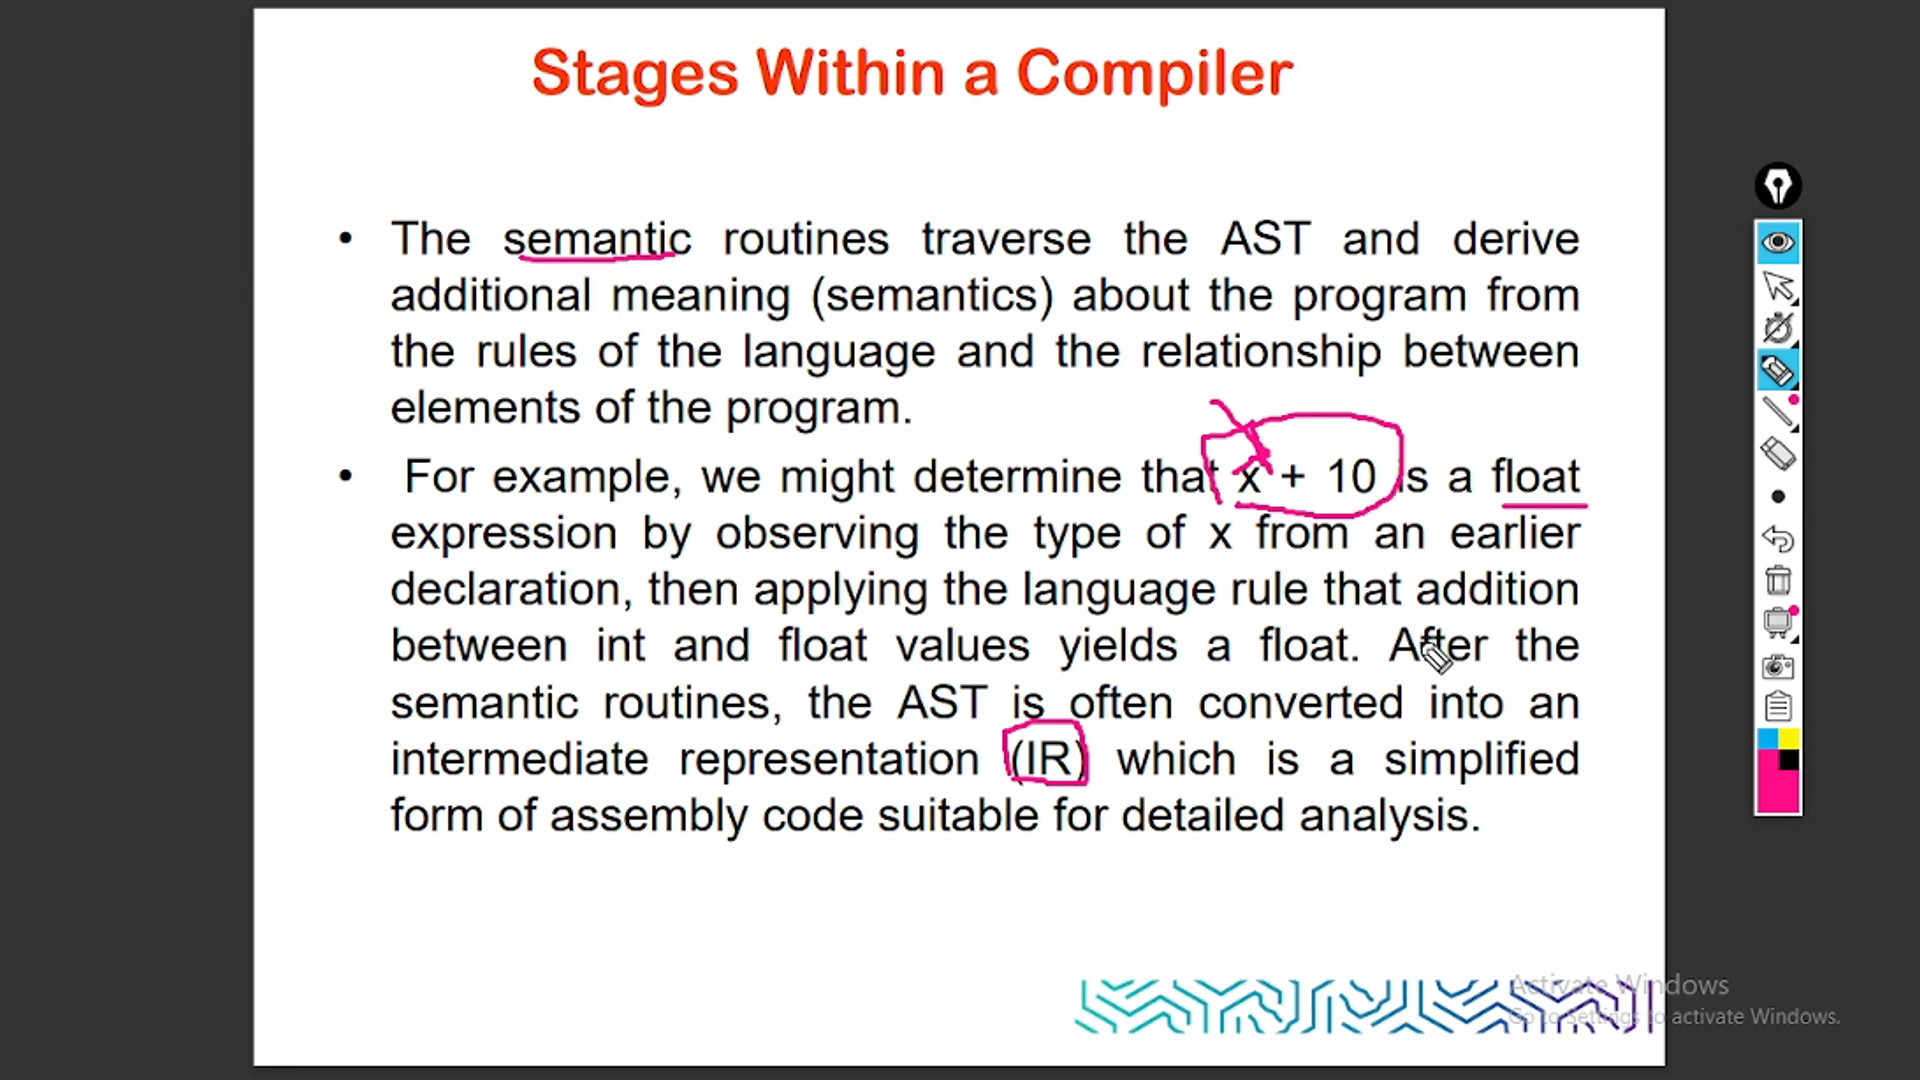 Stages Within a Compiler
• The semantic routines traverse the AST and derive
additional meaning (semantics) about the program from
the rules of the language and the relationship between
elements of the program.
• For example, we might determine that x + 10 is a float
expression by observing the type of x from an earlier
declaration, then applying the language rule that addition
between int and float values yields a float. After the
semantic routines, the AST is often converted into an
intermediate representation (IR) which is a simplified
form of assembly code suitable for detailed analysis.
Activate Windows
Go to Settings to activate Windows.